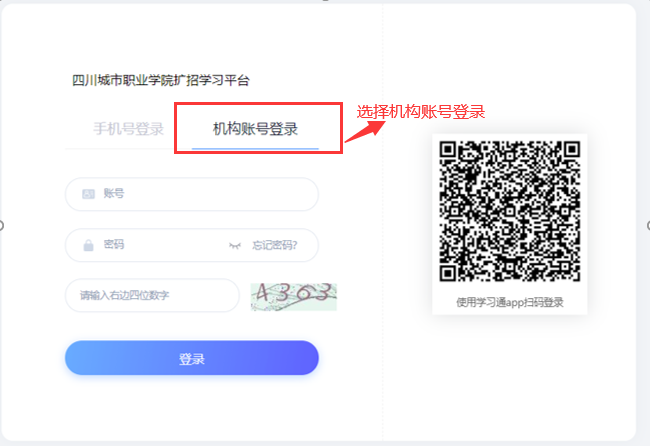 四川城市职业学院扩招学习平台
手机号登录
机构账号登录
选择机构账号登录
账号
密码
忘记密码?
请输入右边四位数字
4363
登录
使用学习通app扫码登录